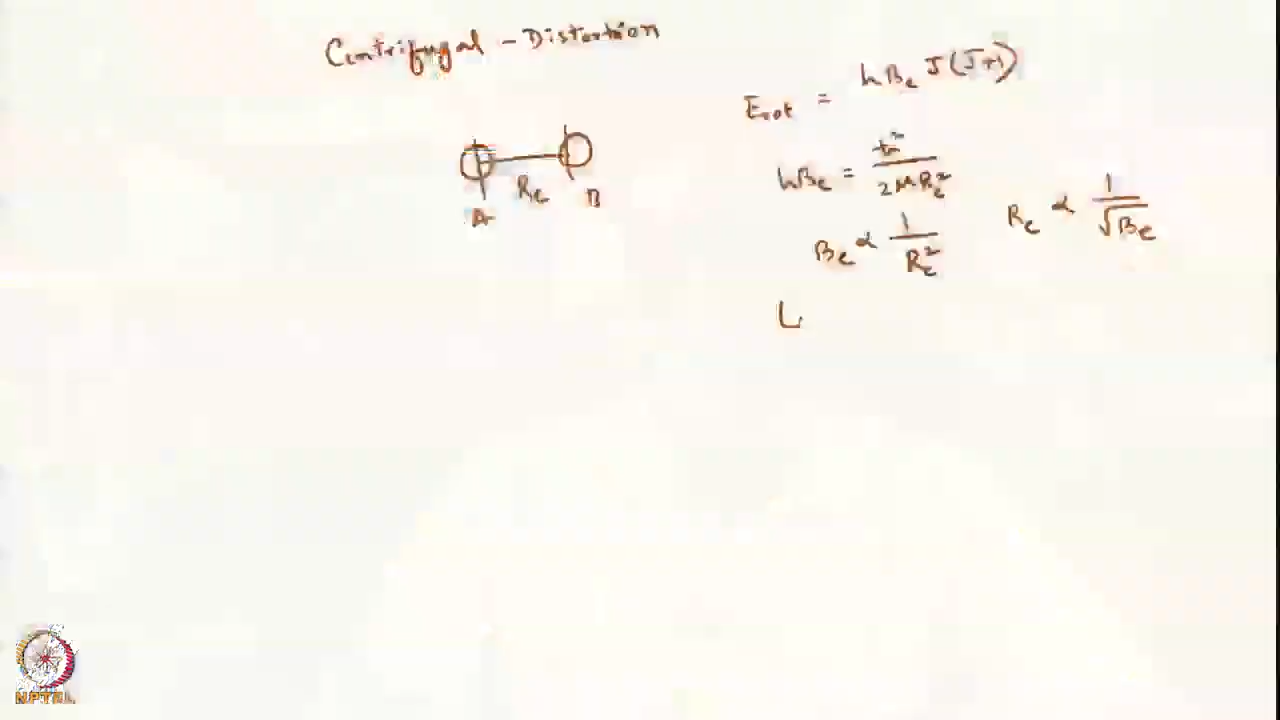 Centrifugal - Distortion
E_rot = hB_e J(J+1)
A R_e B
hB_e = ħ² / 2μR_e²
B_e ∝ 1 / R_e²
R_e ∝ 1 / √B_e
L
NPTEL